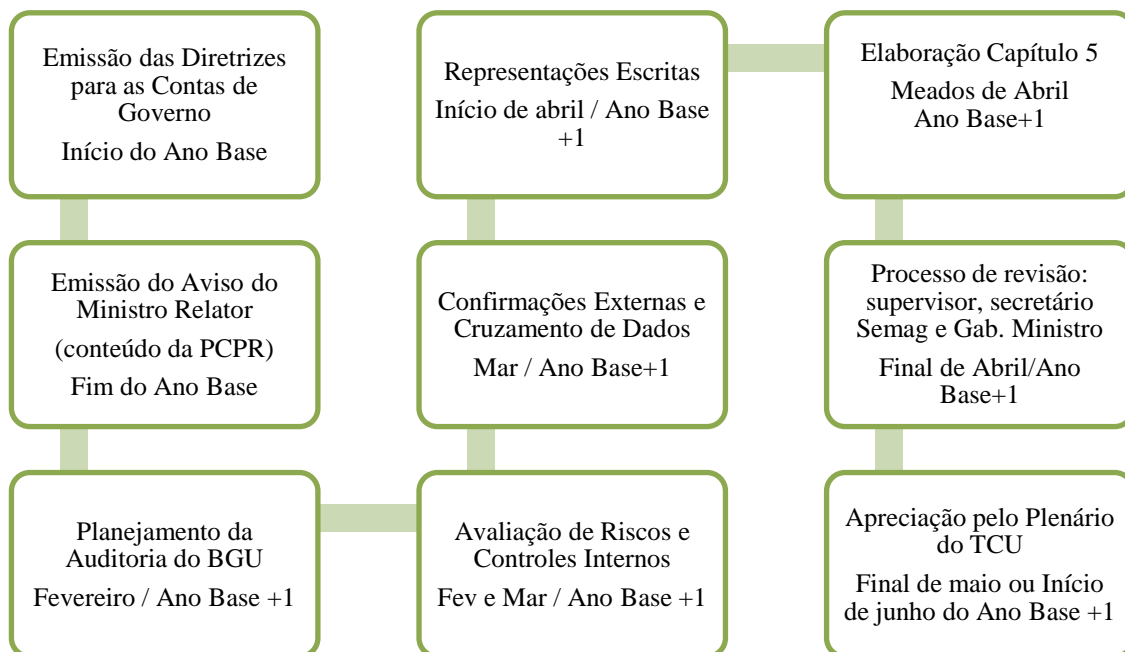 Emissão das Diretrizes
para as Contas de
Governo
Início do Ano Base
Emissão do Aviso do
Ministro Relator
(conteúdo da PCPR)
Fim do Ano Base
Planejamento da
Auditoria do BGU
Fevereiro / Ano Base +1
Avaliação de Riscos e
Controles Internos
Fev e Mar / Ano Base +1
Confirmações Externas e
Cruzamento de Dados
Mar / Ano Base+1
Representações Escritas
Início de abril / Ano Base
+1
Elaboração Capítulo 5
Meados de Abril
Ano Base+1
Processo de revisão:
supervisor, secretário
Semag e Gab. Ministro
Final de Abril/Ano
Base+1
Apreciação pelo Plenário
do TCU
Final de maio ou Início
de junho do Ano Base +1